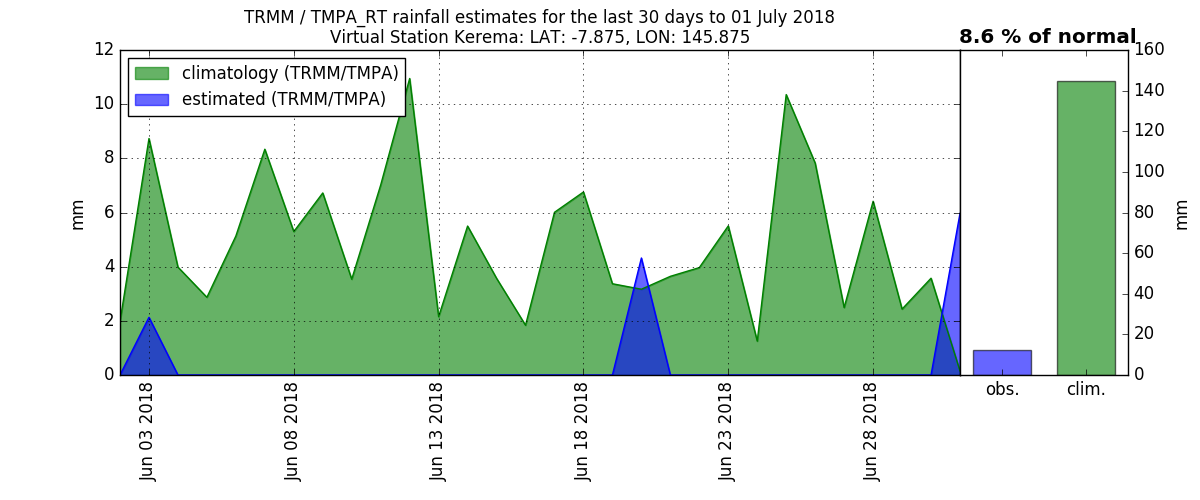 TRMM / TMPA_RT rainfall estimates for the last 30 days to 01 July 2018
Virtual Station Kerema: LAT: -7.875, LON: 145.875
8.6 % of normal
climatology (TRMM/TMPA)
estimated (TRMM/TMPA)
12
10
8
6
4
2
0
mm
Jun 03 2018
Jun 08 2018
Jun 13 2018
Jun 18 2018
Jun 23 2018
Jun 28 2018
obs.
clim.
160
140
120
100
80
60
40
20
0
mm